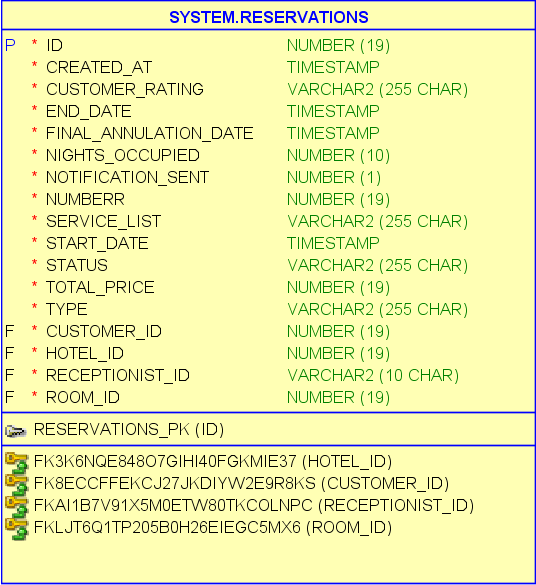 SYSTEM.RESERVATIONS
P * ID NUMBER (19)
* CREATED_AT TIMESTAMP
* CUSTOMER_RATING VARCHAR2 (255 CHAR)
* END_DATE TIMESTAMP
* FINAL_ANNULATION_DATE TIMESTAMP
* NIGHTS_OCCUPIED NUMBER (10)
* NOTIFICATION_SENT NUMBER (1)
* NUMBERR NUMBER (19)
* SERVICE_LIST VARCHAR2 (255 CHAR)
* START_DATE TIMESTAMP
* STATUS VARCHAR2 (255 CHAR)
* TOTAL_PRICE NUMBER (19)
* TYPE VARCHAR2 (255 CHAR)
F * CUSTOMER_ID NUMBER (19)
F * HOTEL_ID NUMBER (19)
F * RECEPTIONIST_ID VARCHAR2 (10 CHAR)
F * ROOM_ID NUMBER (19)
RESERVATIONS_PK (ID)
FK3K6NQE848O7GIHI40FGKMIE37 (HOTEL_ID)
FK8ECCFFEKCJ27JKDIYW2E9R8KS (CUSTOMER_ID)
FKAI1B7V91X5M0ETW80TKCOLNPC (RECEPTIONIST_ID)
FKLJT6Q1TP205B0H26EIEGC5MX6 (ROOM_ID)